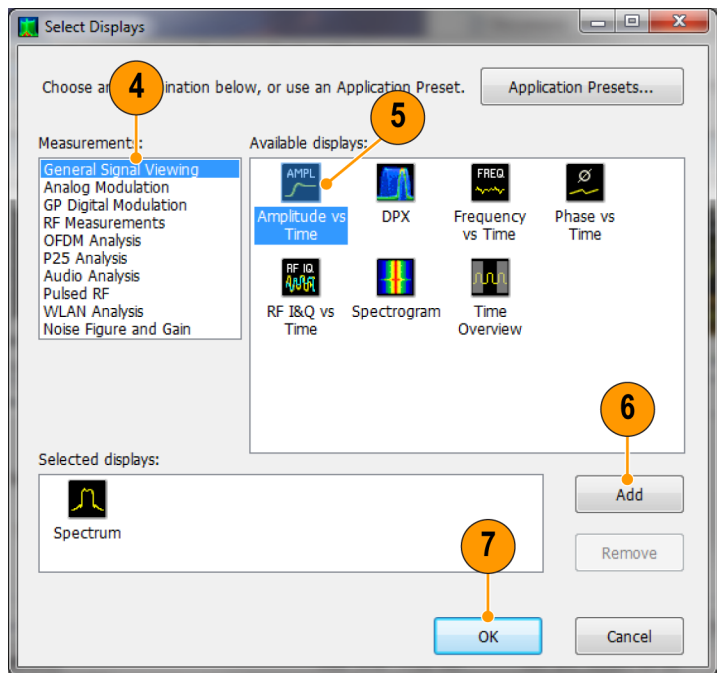 Select Displays
Choose an
4
ination below, or use an Application Preset.
Application Presets...
5
Measurements:
Available displays:
General Signal Viewing
Analog Modulation
GP Digital Modulation
RF Measurements
OFDM Analysis
P25 Analysis
Audio Analysis
Pulsed RF
WLAN Analysis
Noise Figure and Gain
AMPL
Amplitude vs
Time
DPX
FREQ
Frequency
vs Time
Ø
Phase vs
Time
RF IQ
RF I&Q vs
Time
Spectrogram
Time
Overview
6
Selected displays:
Spectrum
Add
7
Remove
OK
Cancel